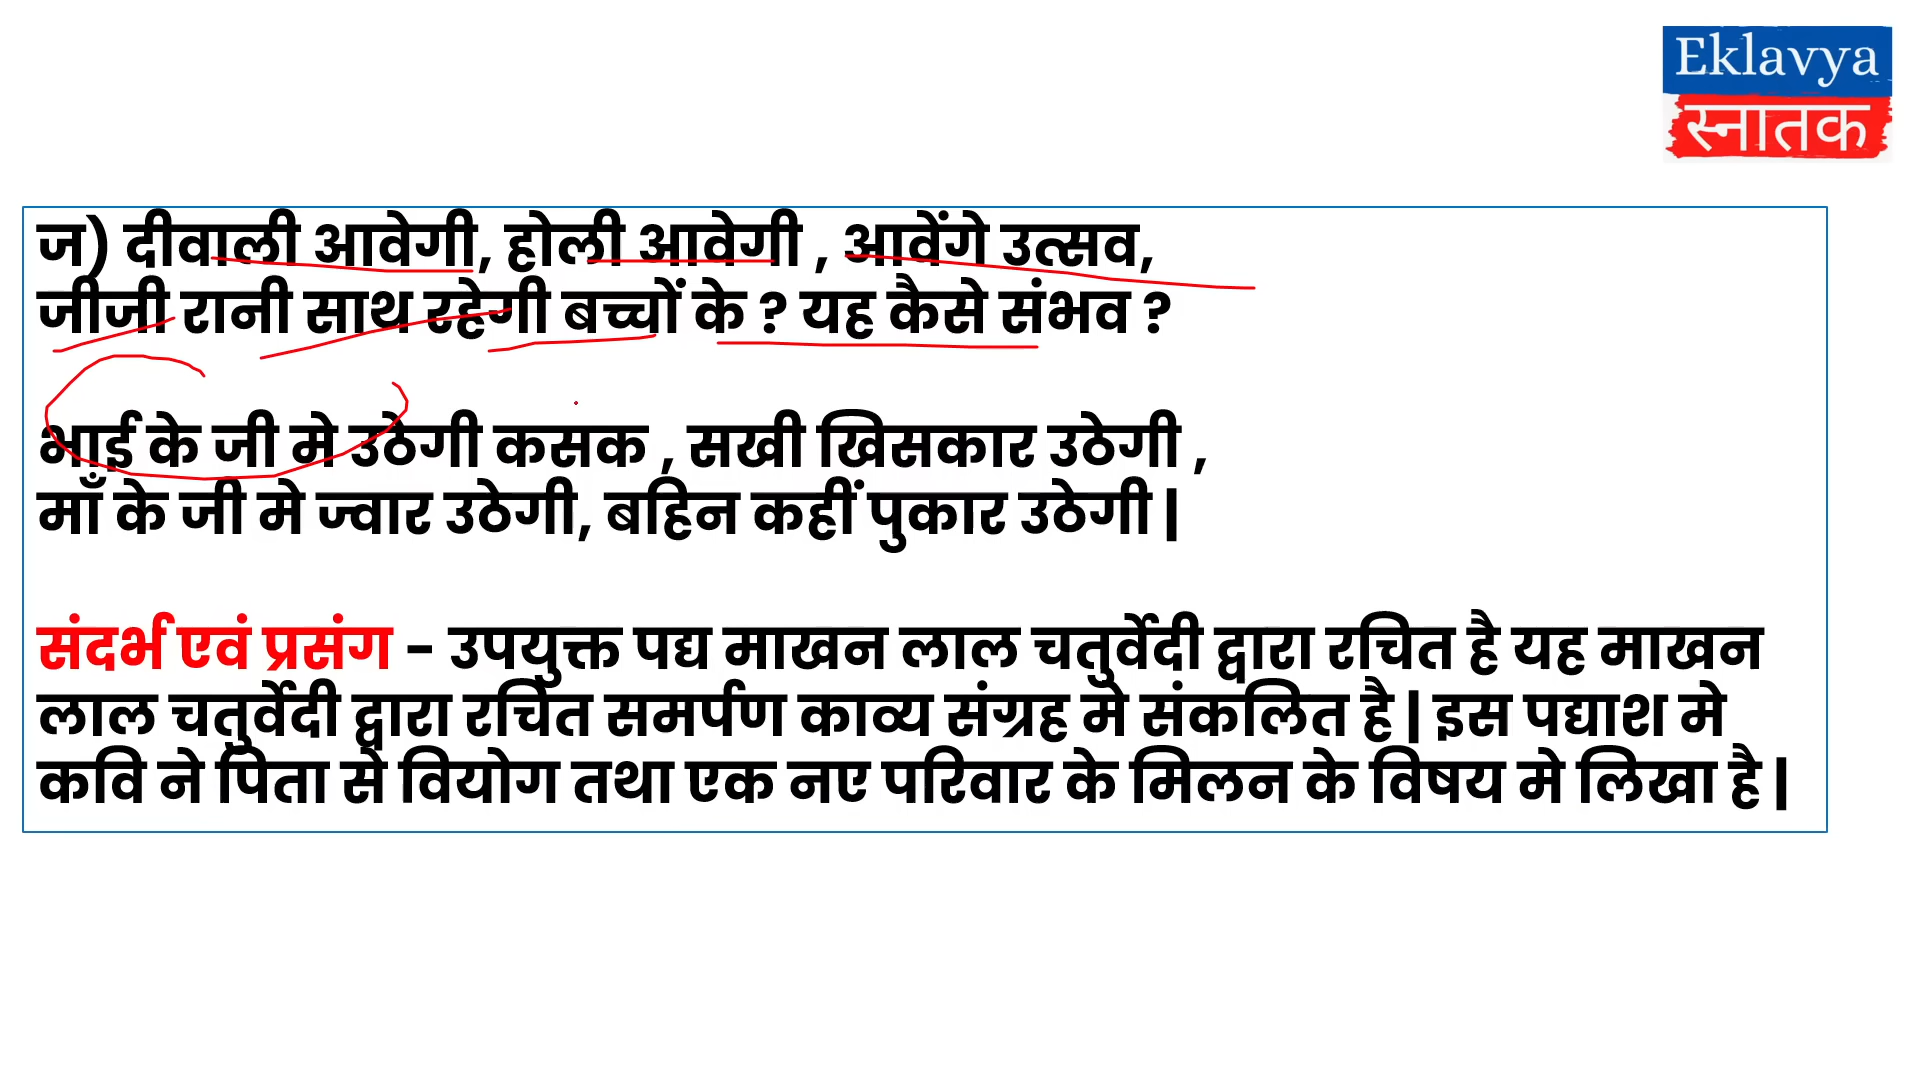 Eklavya
स्नातक
ज) दीवाली आवेगी, होली आवेगी , आवेंगे उत्सव,
जीजी रानी साथ रहेगी बच्चों के ? यह कैसे संभव ?
भाई के जी मे उठेगी कसक , सखी खिसकार उठेगी ,
माँ के जी मे ज्वार उठेगी, बहिन कहीं पुकार उठेगी |
संदर्भ एवं प्रसंग - उपयुक्त पद्य माखन लाल चतुर्वेदी द्वारा रचित है यह माखन
लाल चतुर्वेदी द्वारा रचित समर्पण काव्य संग्रह मे संकलित है | इस पद्याश मे
कवि ने पिता से वियोग तथा एक नए परिवार के मिलन के विषय मे लिखा है |